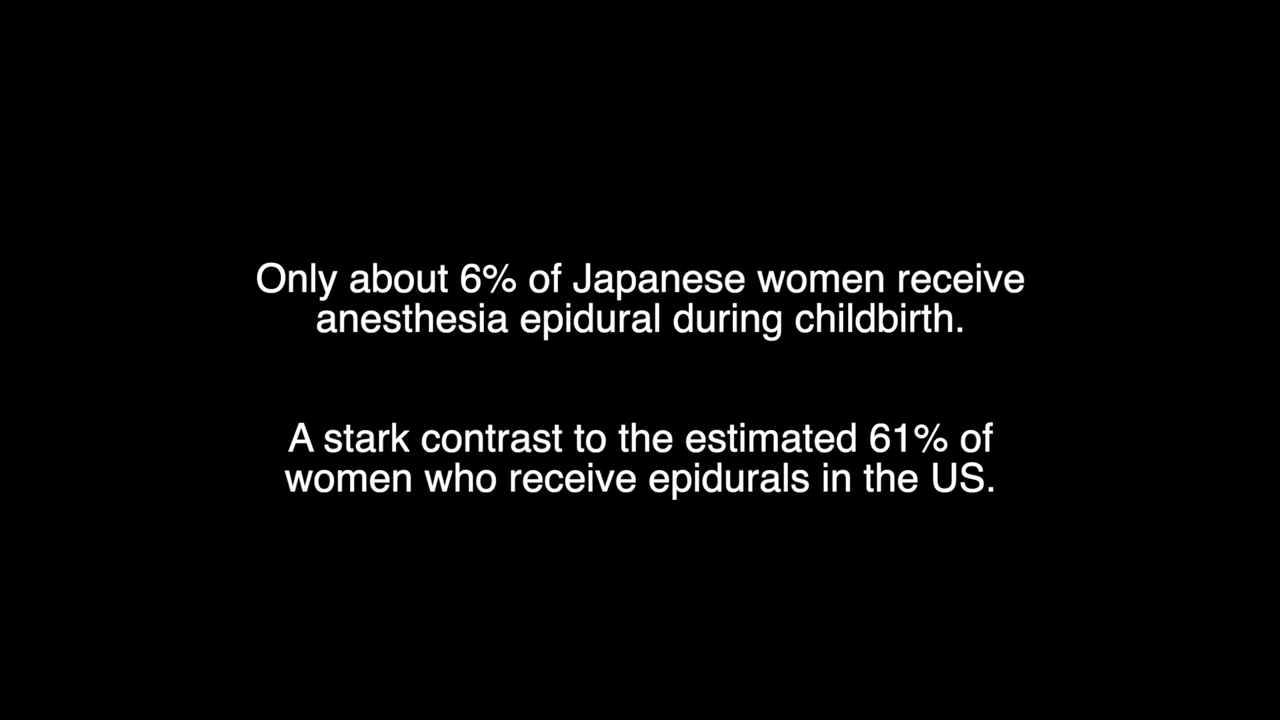 Only about 6% of Japanese women receive
anesthesia epidural during childbirth.
A stark contrast to the estimated 61% of
women who receive epidurals in the US.